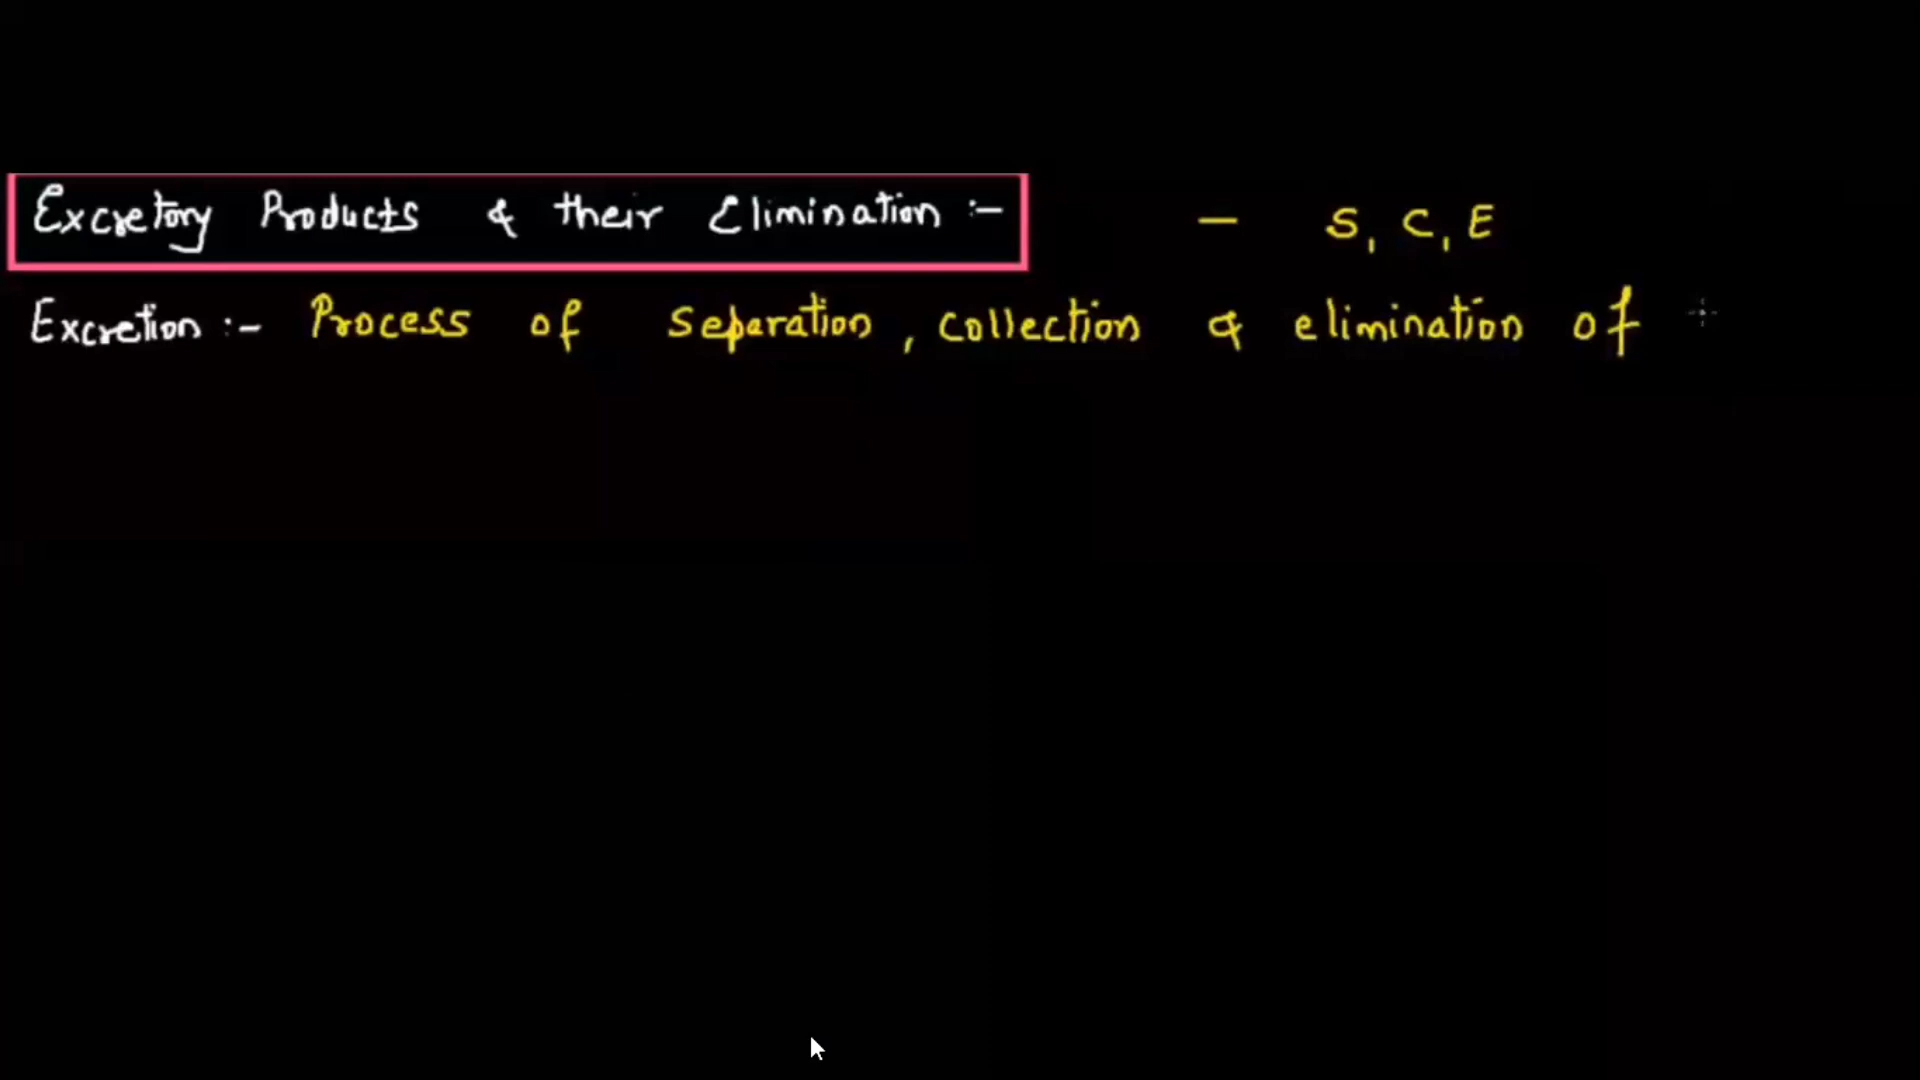 Excretory Products & their Elimination :- — S, C, E
Excretion :- Process of separation, collection & elimination of